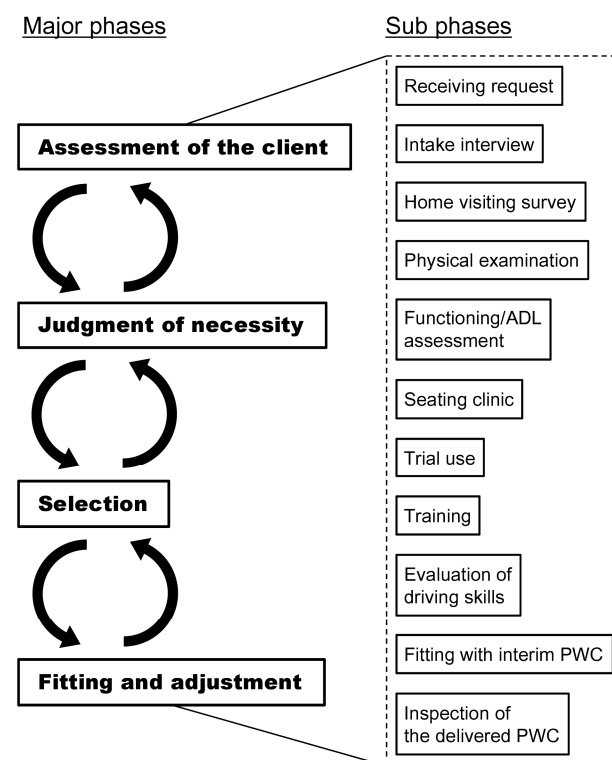 Major phases
Assessment of the client
Judgment of necessity
Selection
Fitting and adjustment
Sub phases
Receiving request
Intake interview
Home visiting survey
Physical examination
Functioning/ADL
assessment
Seating clinic
Trial use
Training
Evaluation of
driving skills
Fitting with interim PWC
Inspection of
the delivered PWC